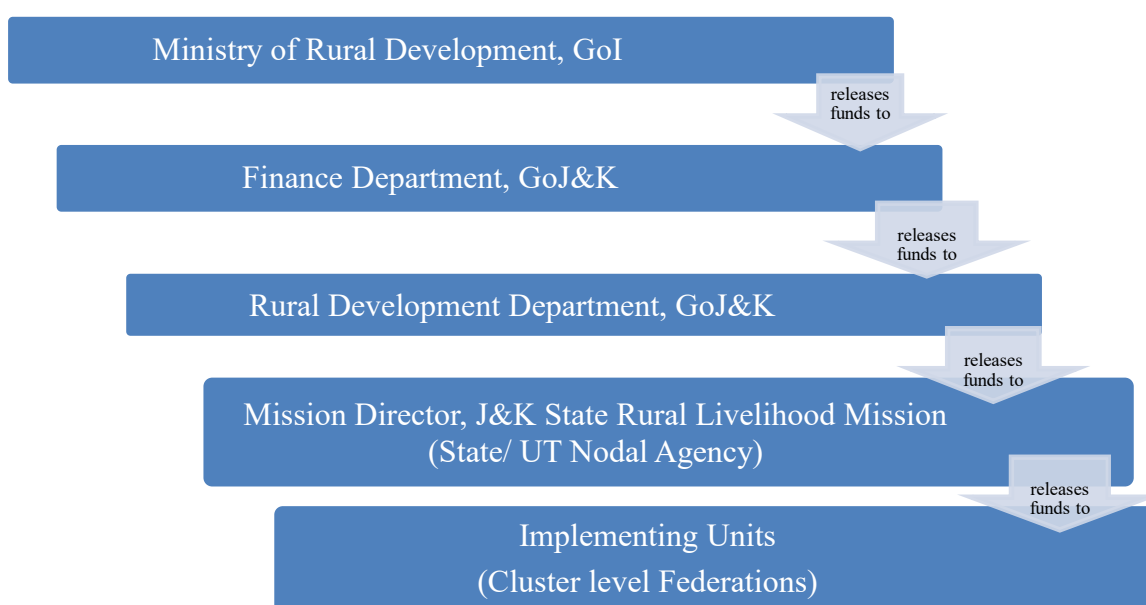 Ministry of Rural Development, GoI
releases
funds to
Finance Department, GoJ&K
releases
funds to
Rural Development Department, GoJ&K
releases
funds to
Mission Director, J&K State Rural Livelihood Mission
(State/ UT Nodal Agency)
releases
funds to
Implementing Units
(Cluster level Federations)